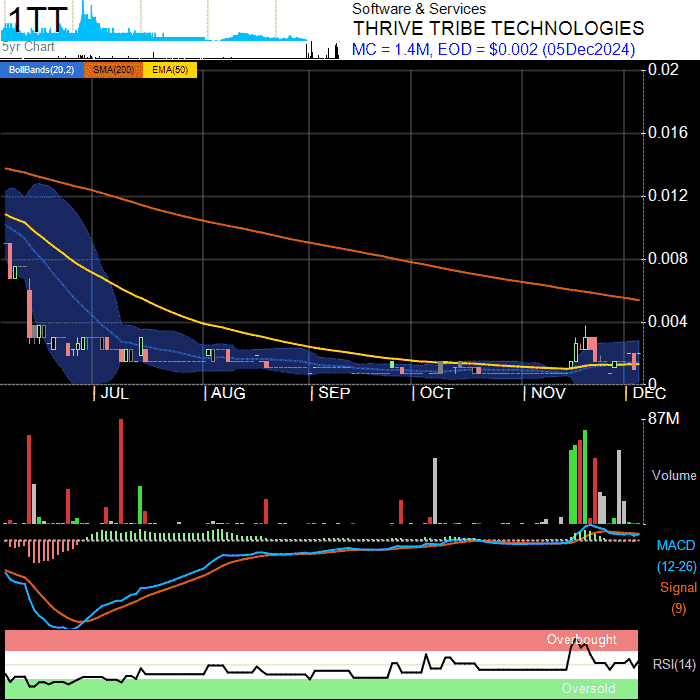 1TT
5yr Chart
Software & Services
THRIVE TRIBE TECHNOLOGIES
MC = 1.4M, EOD = $0.002 (05Dec2024)
BollBands(20,2) SMA(200) EMA(50)
0.02
0.016
0.012
0.008
0.004
0
JUL AUG SEP OCT NOV DEC
87M
Volume
MACD
(12-26)
Signal
(9)
Overbought
RSI(14)
Oversold